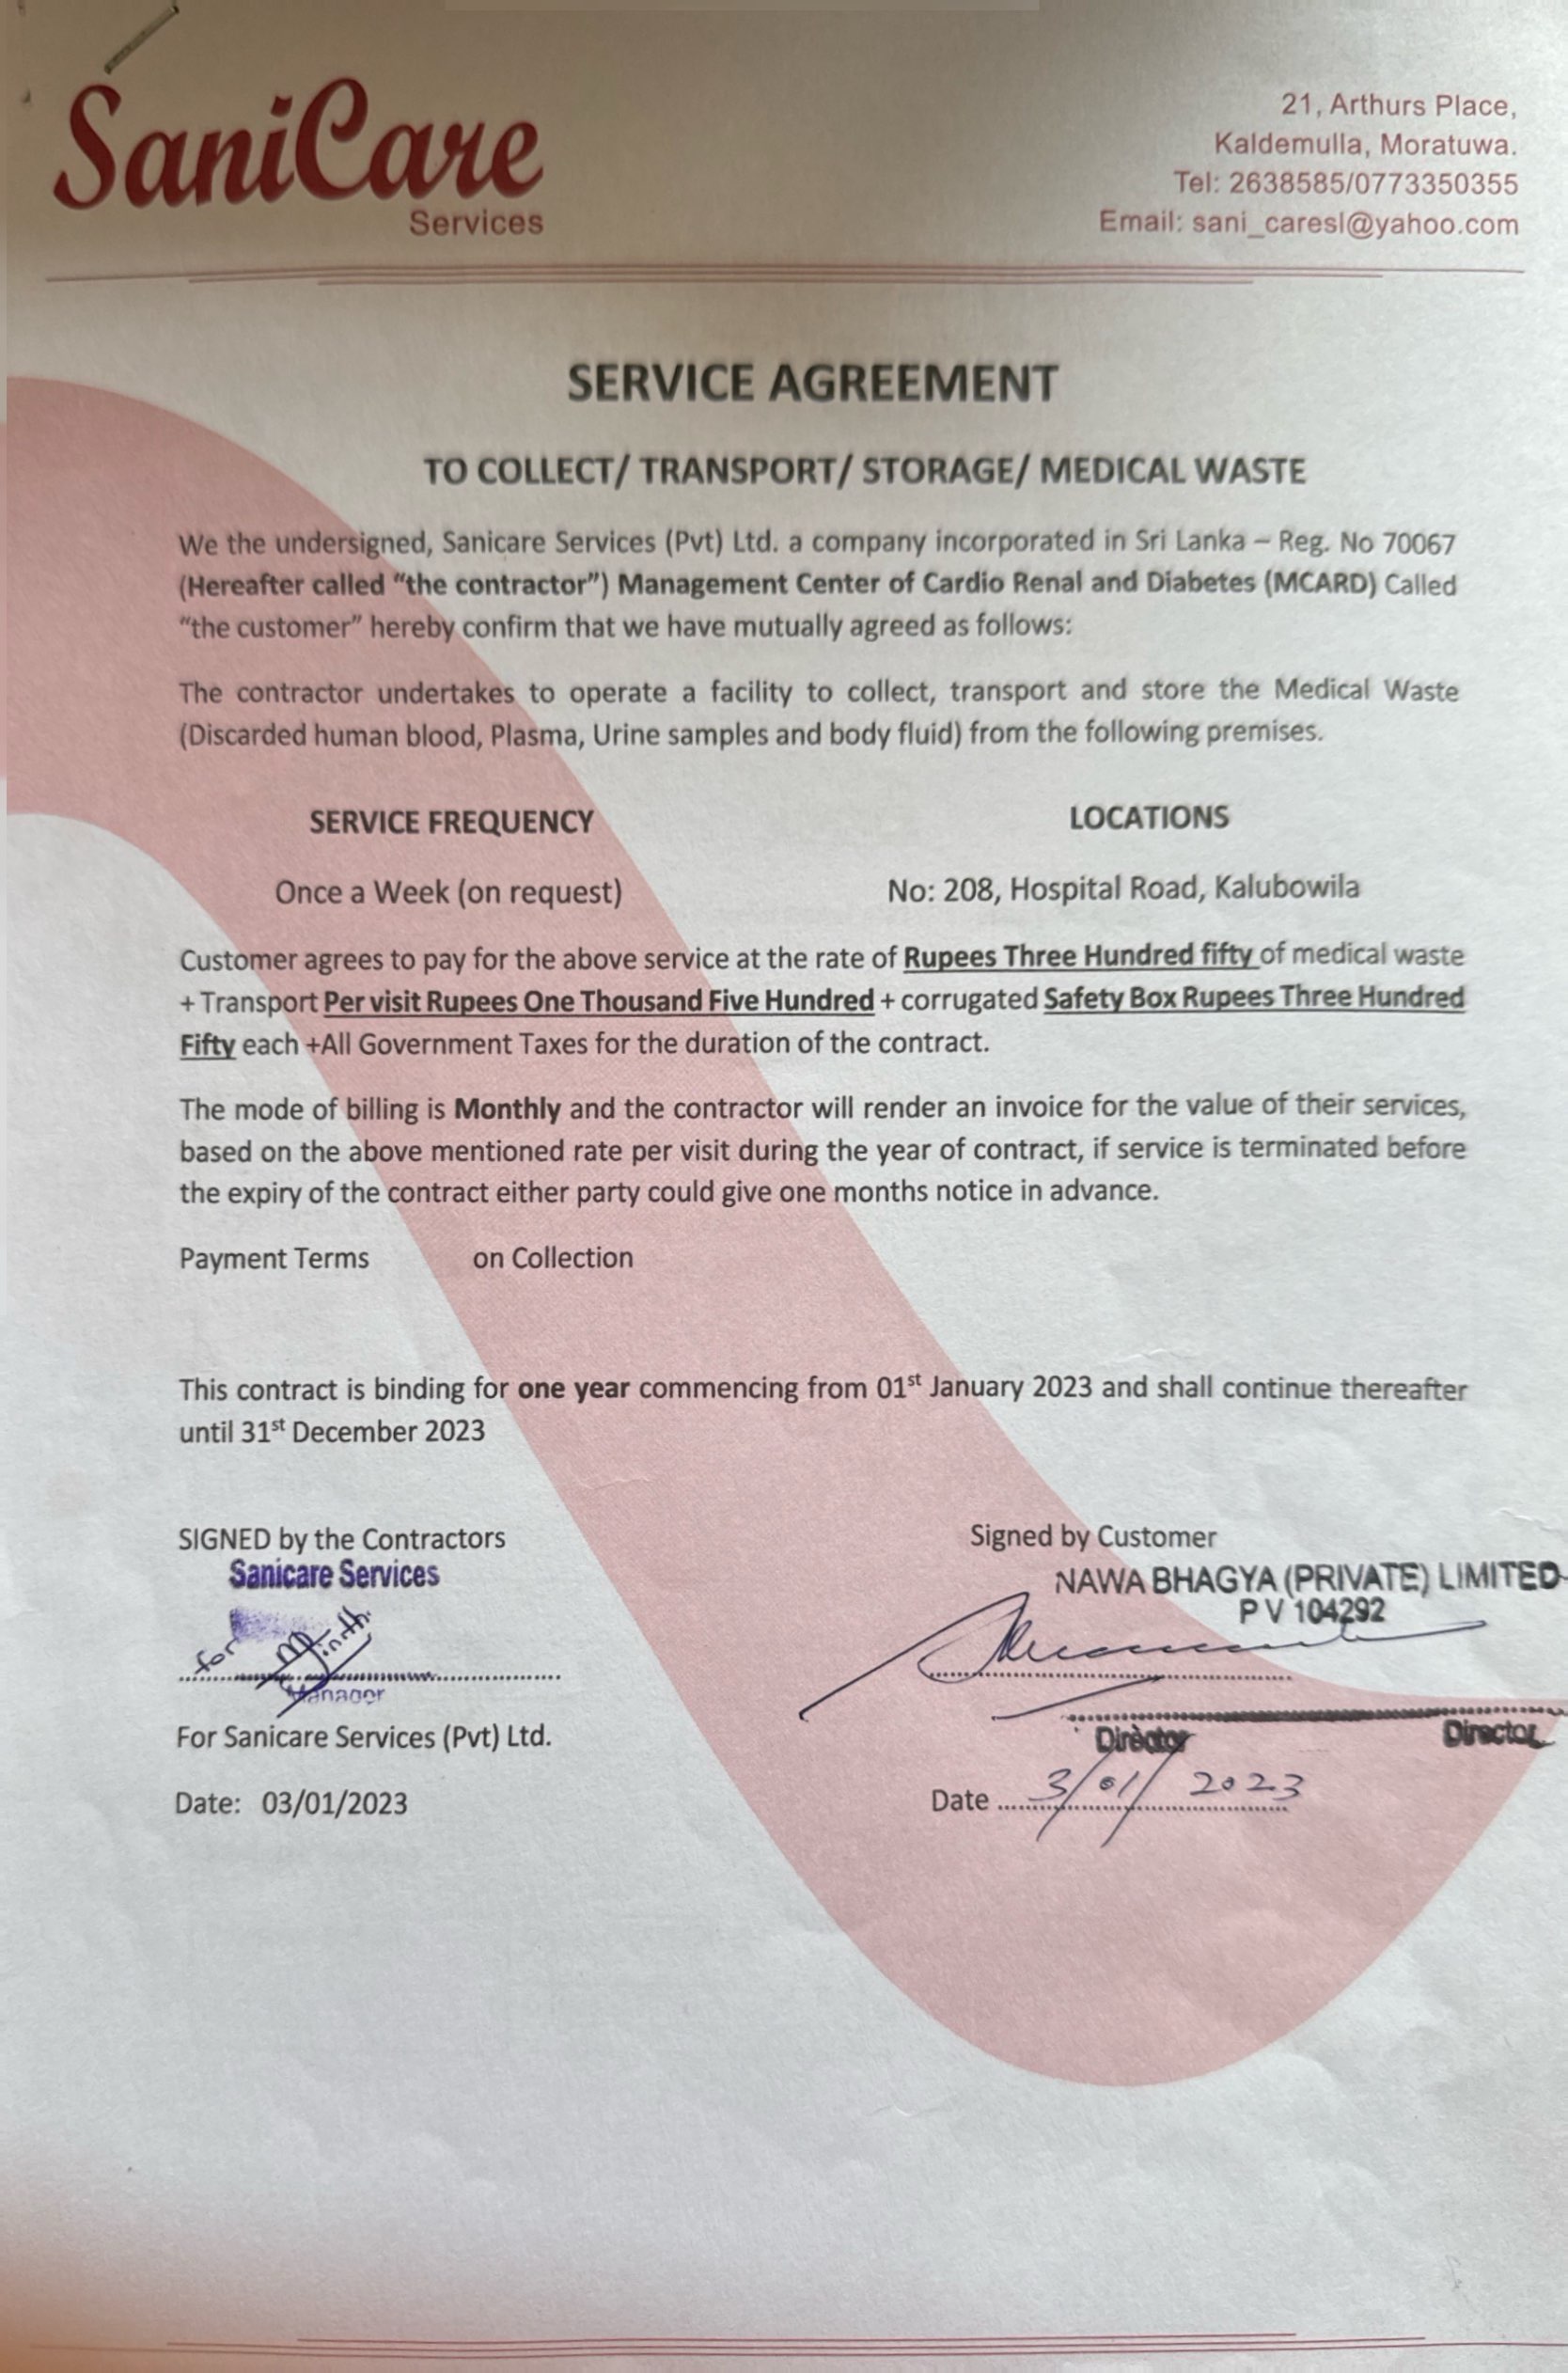 SaniCare
Services
21, Arthurs Place,
Kaldemulla, Moratuwa.
Tel: 2638585/0773350355
Email: sani_caresl@yahoo.com
SERVICE AGREEMENT
TO COLLECT/ TRANSPORT/ STORAGE/ MEDICAL WASTE
We the undersigned, Sanicare Services (Pvt) Ltd. a company incorporated in Sri Lanka – Reg. No 70067
(Hereafter called “the contractor”) Management Center of Cardio Renal and Diabetes (MCARD) Called
“the customer” hereby confirm that we have mutually agreed as follows:
The contractor undertakes to operate a facility to collect, transport and store the Medical Waste
(Discarded human blood, Plasma, Urine samples and body fluid) from the following premises.
SERVICE FREQUENCY LOCATIONS
Once a Week (on request) No: 208, Hospital Road, Kalubowila
Customer agrees to pay for the above service at the rate of Rupees Three Hundred fifty of medical waste
+ Transport Per visit Rupees One Thousand Five Hundred + corrugated Safety Box Rupees Three Hundred
Fifty each +All Government Taxes for the duration of the contract.
The mode of billing is Monthly and the contractor will render an invoice for the value of their services,
based on the above mentioned rate per visit during the year of contract, if service is terminated before
the expiry of the contract either party could give one months notice in advance.
Payment Terms on Collection
This contract is binding for one year commencing from 01st January 2023 and shall continue thereafter
until 31st December 2023
SIGNED by the Contractors
Sanicare Services
for
Manager
For Sanicare Services (Pvt) Ltd.
Date: 03/01/2023
Signed by Customer
NAWA BHAGYA (PRIVATE) LIMITED
P V 104292
Director Director
Date 3/01/2023